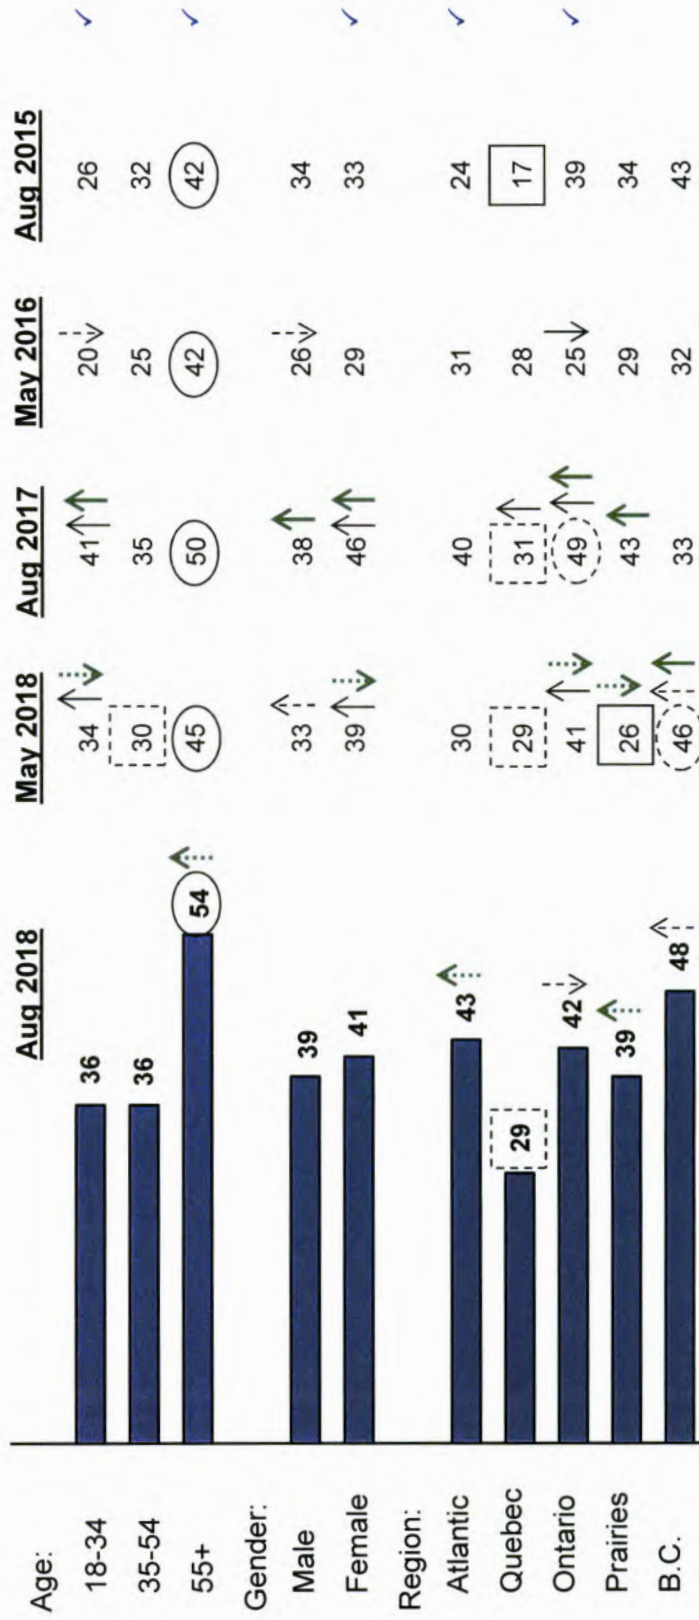 Aug 2018 May 2018 Aug 2017 May 2016 Aug 2015
Age:
18-34 36 34 41 20 26
35-54 36 30 35 25 32
55+ 54 45 50 42 42
Gender:
Male 39 33 38 26 34
Female 41 39 46 29 33
Region:
Atlantic 43 30 40 31 24
Quebec 29 29 31 28 17
Ontario 42 41 49 25 39
Prairies 39 26 43 29 34
B.C. 48 46 33 32 43